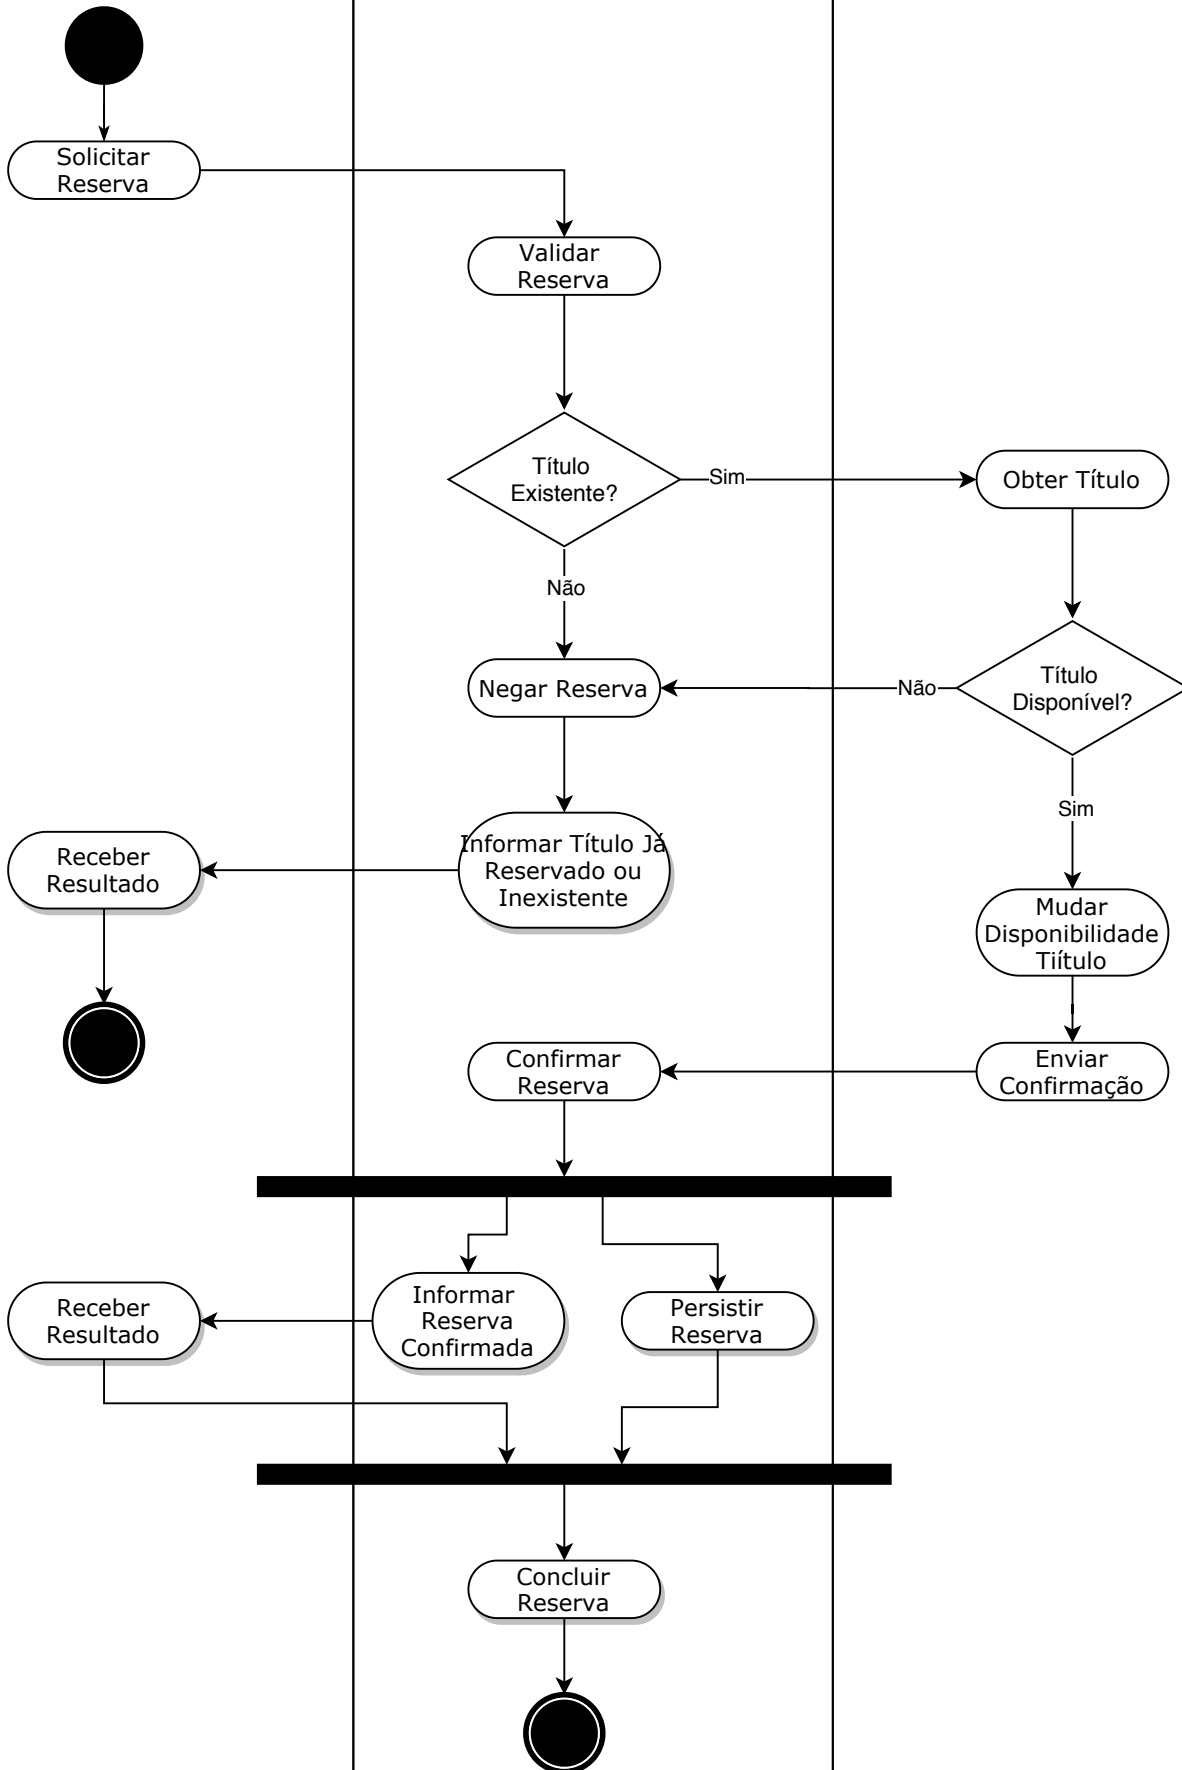 Solicitar
Reserva
Validar
Reserva
Título
Existente?
Sim
Obter Título
Não
Negar Reserva
Não
Título
Disponível?
Sim
Informar Título Já
Reservado ou
Inexistente
Receber
Resultado
Mudar
Disponibilidade
Tiítulo
Confirmar
Reserva
Enviar
Confirmação
Receber
Resultado
Informar
Reserva
Confirmada
Persistir
Reserva
Concluir
Reserva